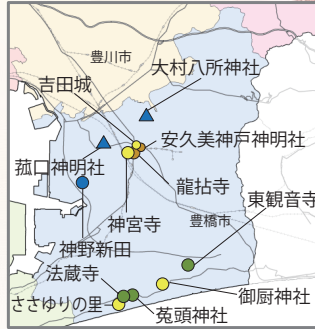 豊川市
大村八所神社
吉田城
安久美神戸神明社
菰口神明社
龍拈寺
東観音寺
神宮寺
豊橋市
神野新田
法蔵寺
御厨神社
ささゆりの里
菟頭神社